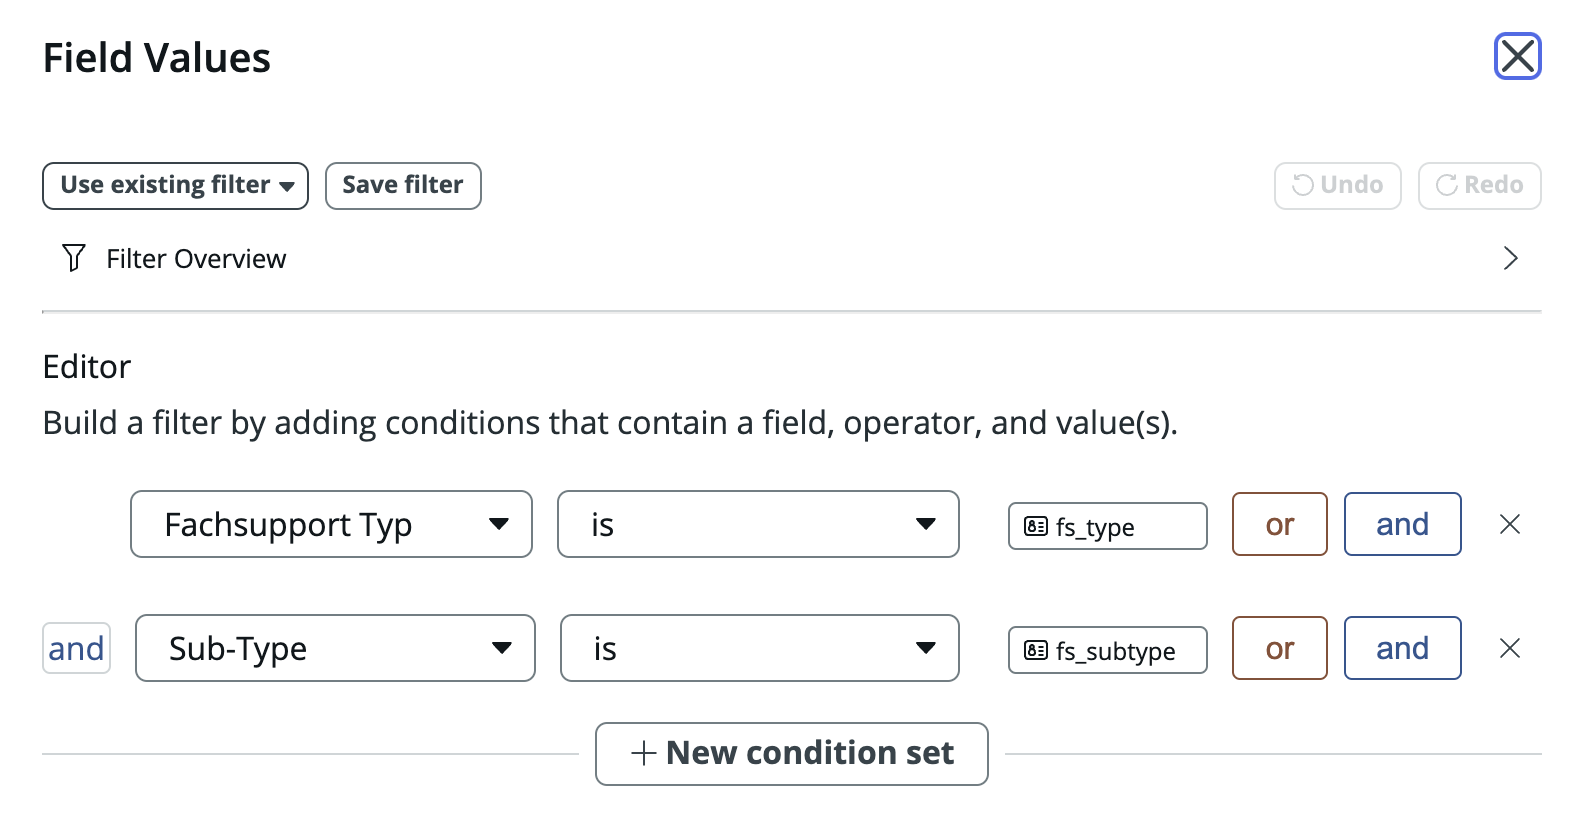 Field Values
Use existing filter Save filter Undo Redo
Filter Overview
Editor
Build a filter by adding conditions that contain a field, operator, and value(s).
Fachsupport Typ is fs_type or and
and Sub-Type is fs_subtype or and
New condition set